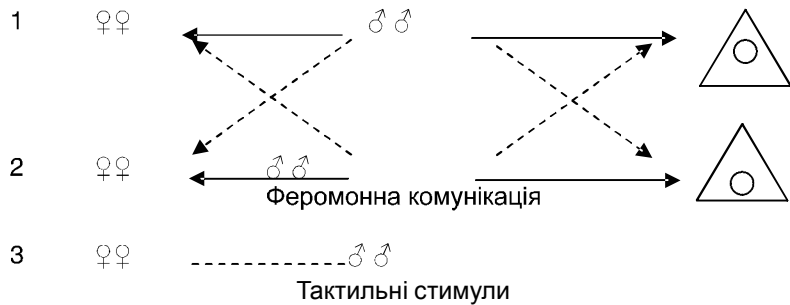 1 ♀♀ ♂♂
2 ♀♀ ♂♂
Феромонна комунікація
3 ♀♀ ♂♂
Тактильні стимули